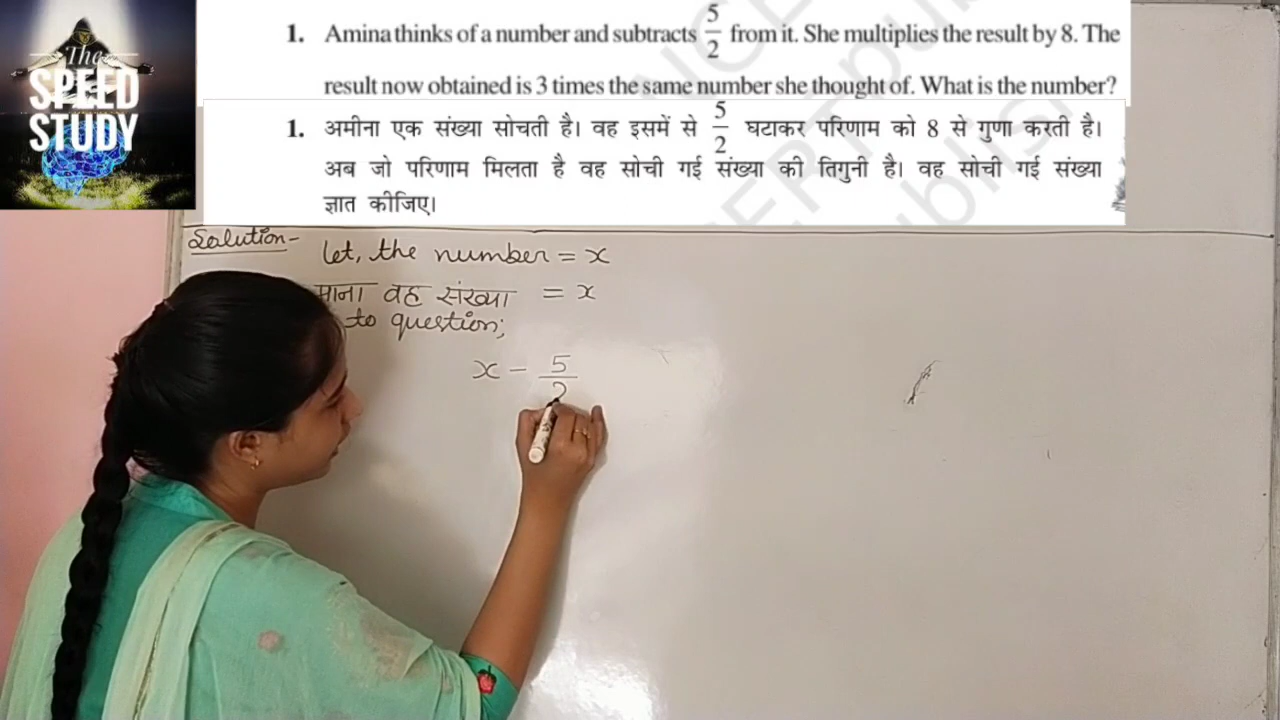 The
SPEED
STUDY
1. Amina thinks of a number and subtracts 5/2 from it. She multiplies the result by 8. The
result now obtained is 3 times the same number she thought of. What is the number?
1. अमीना एक संख्या सोचती है। वह इसमें से 5/2 घटाकर परिणाम को 8 से गुणा करती है।
अब जो परिणाम मिलता है वह सोची गई संख्या की तिगुनी है। वह सोची गई संख्या
ज्ञात कीजिए।
Solution-
Let, the number = x
माना वह संख्या = x
to question;
x - 5/2